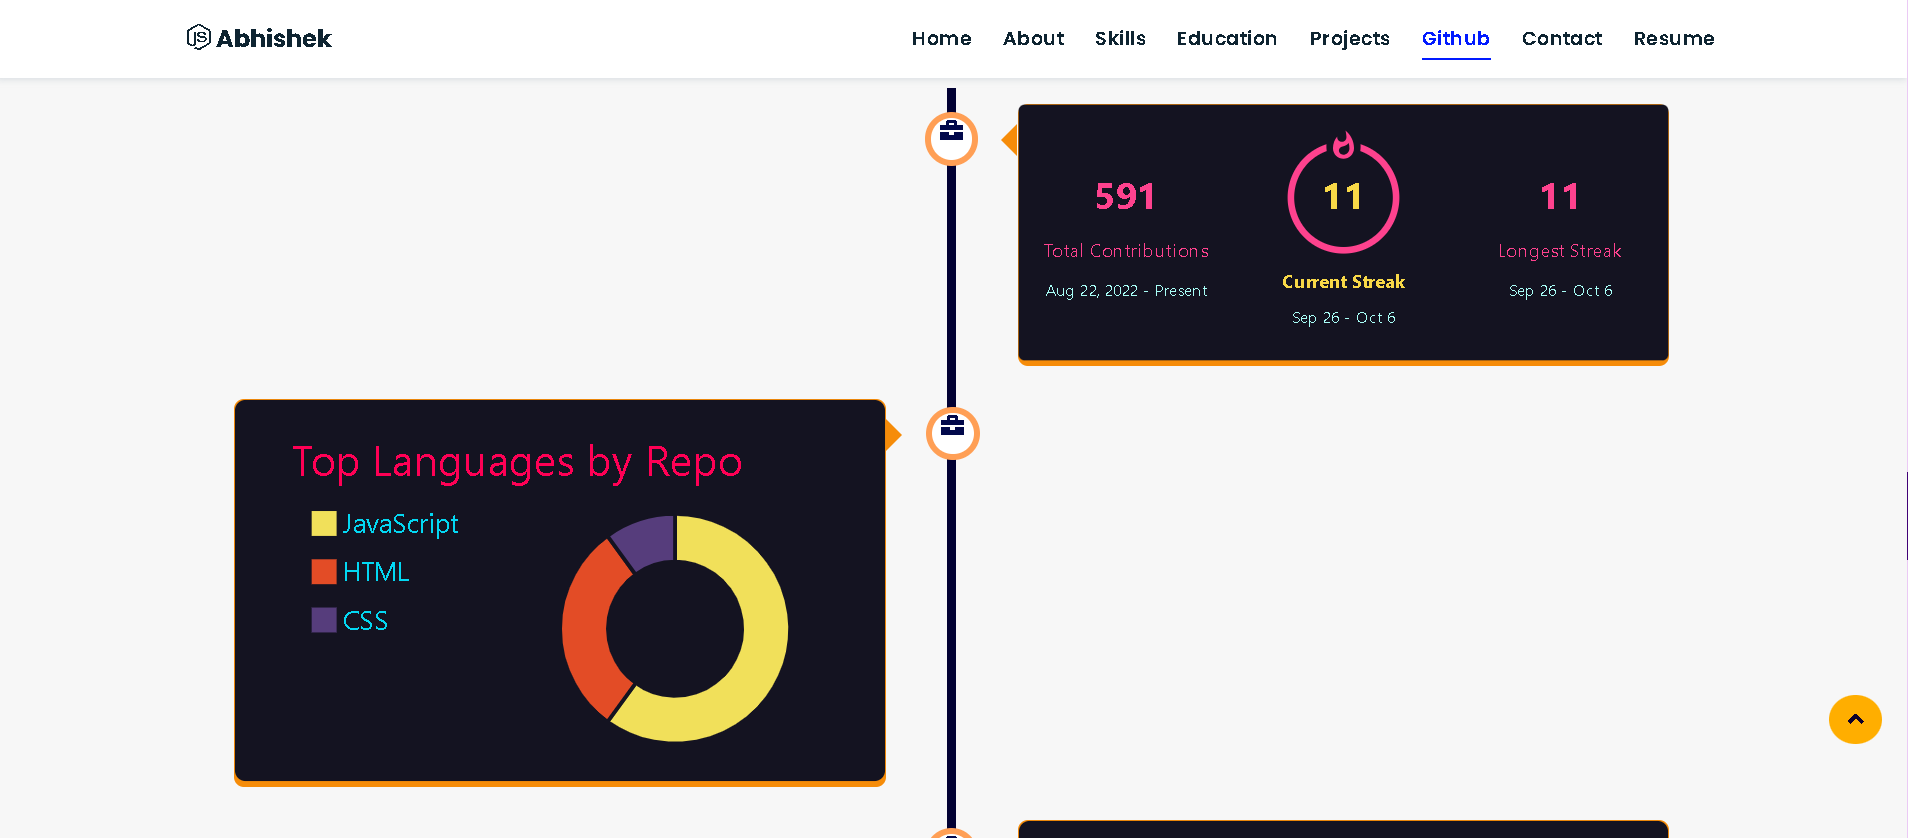 JS Abhishek
Home About Skills Education Projects Github Contact Resume
591
Total Contributions
Aug 22, 2022 - Present
11
Current Streak
Sep 26 - Oct 6
11
Longest Streak
Sep 26 - Oct 6
Top Languages by Repo
JavaScript
HTML
CSS